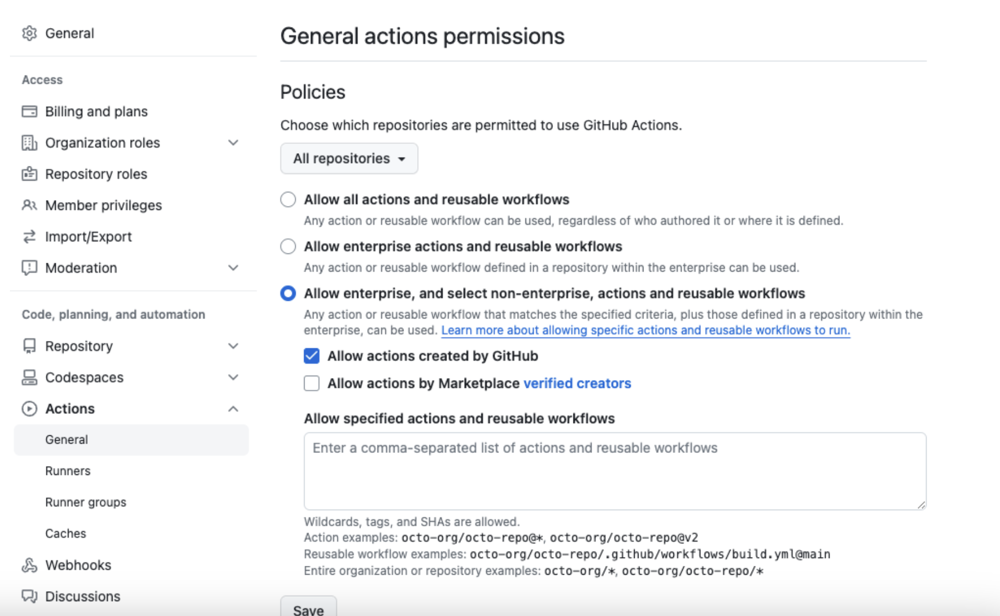 General
Access
Billing and plans
Organization roles
Repository roles
Member privileges
Import/Export
Moderation
Code, planning, and automation
Repository
Codespaces
Actions
General
Runners
Runner groups
Caches
Webhooks
Discussions
General actions permissions
Policies
Choose which repositories are permitted to use GitHub Actions.
All repositories
Allow all actions and reusable workflows
Any action or reusable workflow can be used, regardless of who authored it or where it is defined.
Allow enterprise actions and reusable workflows
Any action or reusable workflow defined in a repository within the enterprise can be used.
Allow enterprise, and select non-enterprise, actions and reusable workflows
Any action or reusable workflow that matches the specified criteria, plus those defined in a repository within the
enterprise, can be used. Learn more about allowing specific actions and reusable workflows to run.
Allow actions created by GitHub
Allow actions by Marketplace verified creators
Allow specified actions and reusable workflows
Enter a comma-separated list of actions and reusable workflows
Wildcards, tags, and SHAs are allowed.
Action examples: octo-org/octo-repo@*, octo-org/octo-repo@v2
Reusable workflow examples: octo-org/octo-repo/.github/workflows/build.yml@main
Entire organization or repository examples: octo-org/*, octo-org/octo-repo/*
Save